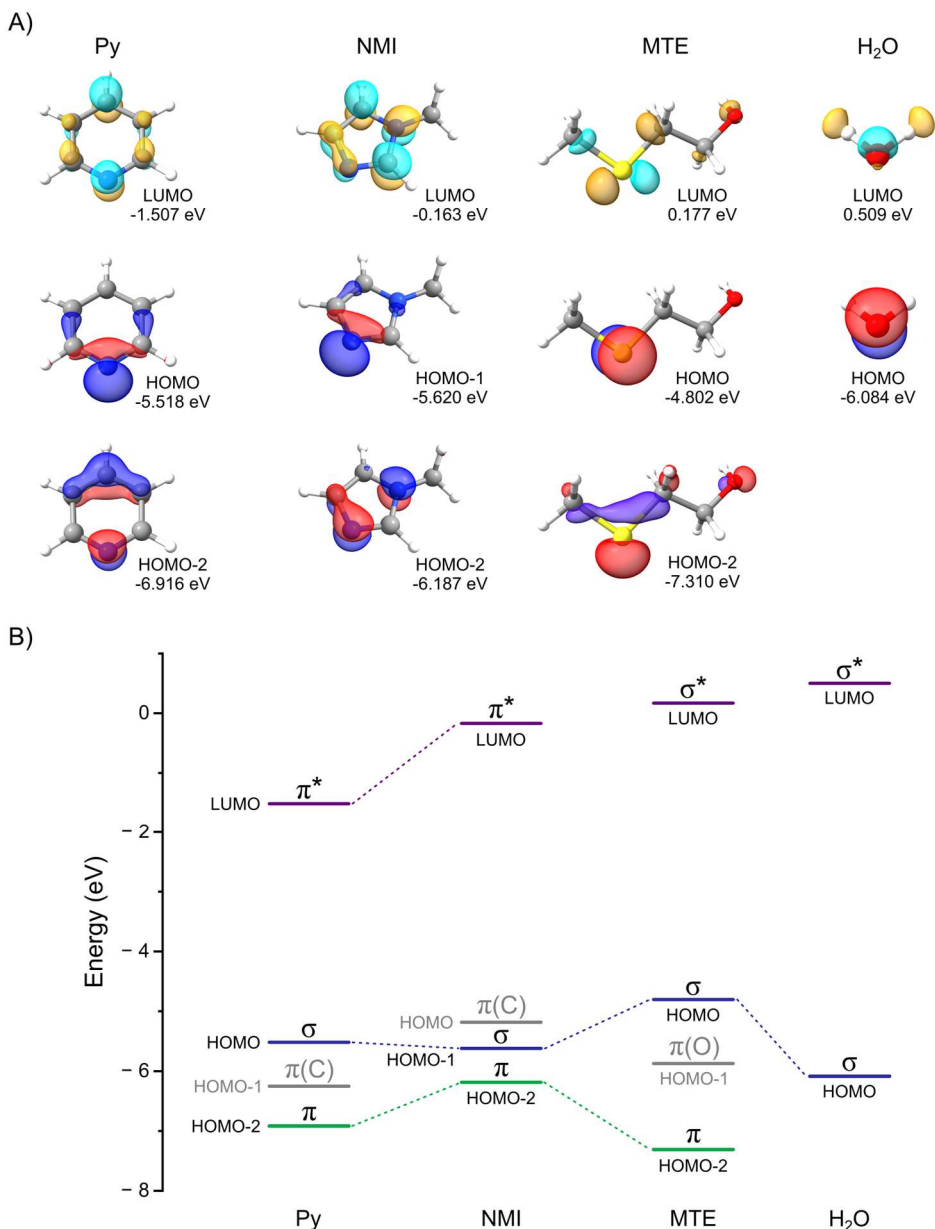 A)
Py NMI MTE H₂O
LUMO LUMO LUMO LUMO
-1.507 eV -0.163 eV 0.177 eV 0.509 eV
HOMO HOMO-1 HOMO HOMO
-5.518 eV -5.620 eV -4.802 eV -6.084 eV
HOMO-2 HOMO-2 HOMO-2
-6.916 eV -6.187 eV -7.310 eV
B)
Energy (eV)
0
− 2
− 4
− 6
− 8
σ*
LUMO
σ*
LUMO
π*
LUMO
LUMO π*
σ
HOMO
HOMO π(C)
HOMO σ
HOMO-1 σ
π(O)
HOMO-1
HOMO-1 π(C)
π
HOMO-2
σ
HOMO
HOMO-2 π
π
HOMO-2
Py NMI MTE H₂O